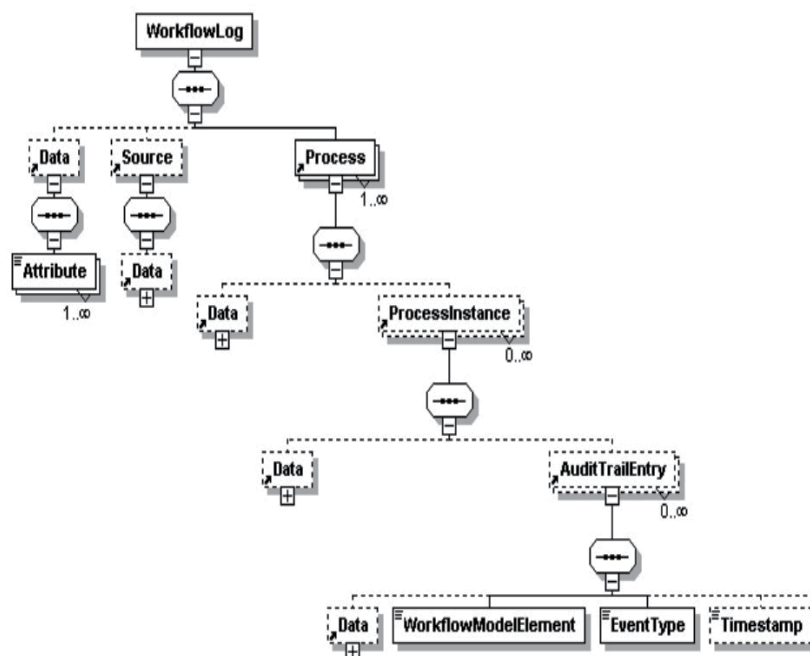 WorkflowLog
Data Source Process
1..∞
Attribute Data
1..∞
Data ProcessInstance
0..∞
Data AuditTrailEntry
0..∞
Data WorkflowModelElement EventType Timestamp